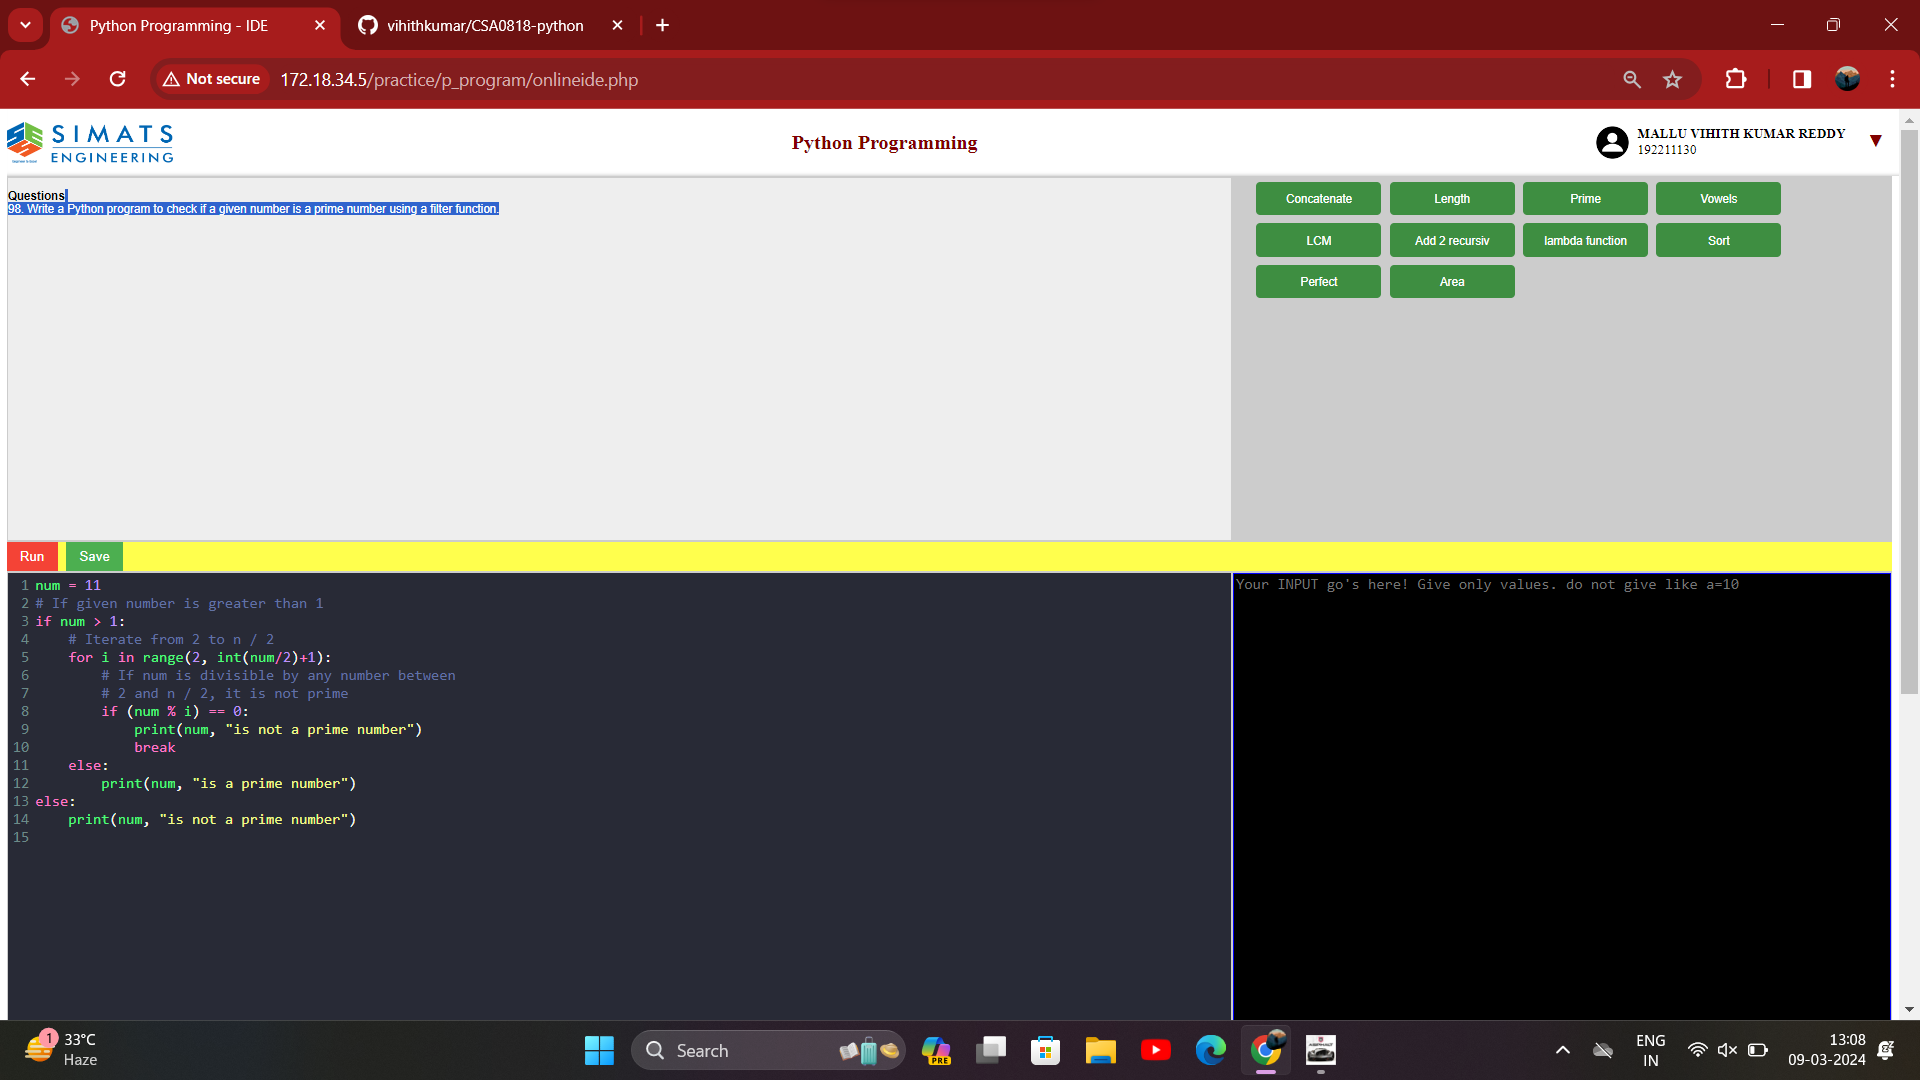 Python Programming - IDE
vihithkumar/CSA0818-python
Not secure
172.18.34.5/practice/p_program/onlineide.php
SIMATS
ENGINEERING
Python Programming
MALLU VIHITH KUMAR REDDY
192211130
Questions
98. Write a Python program to check if a given number is a prime number using a filter function.
Concatenate
Length
Prime
Vowels
LCM
Add 2 recursiv
lambda function
Sort
Perfect
Area
Run
Save
1 num = 11
2 # If given number is greater than 1
3 if num > 1:
4     # Iterate from 2 to n / 2
5     for i in range(2, int(num/2)+1):
6         # If num is divisible by any number between
7         # 2 and n / 2, it is not prime
8         if (num % i) == 0:
9             print(num, "is not a prime number")
10             break
11     else:
12         print(num, "is a prime number")
13 else:
14     print(num, "is not a prime number")
15
Your INPUT go's here! Give only values. do not give like a=10
1
33°C
Haze
Search
PRE
ENG
IN
13:08
09-03-2024